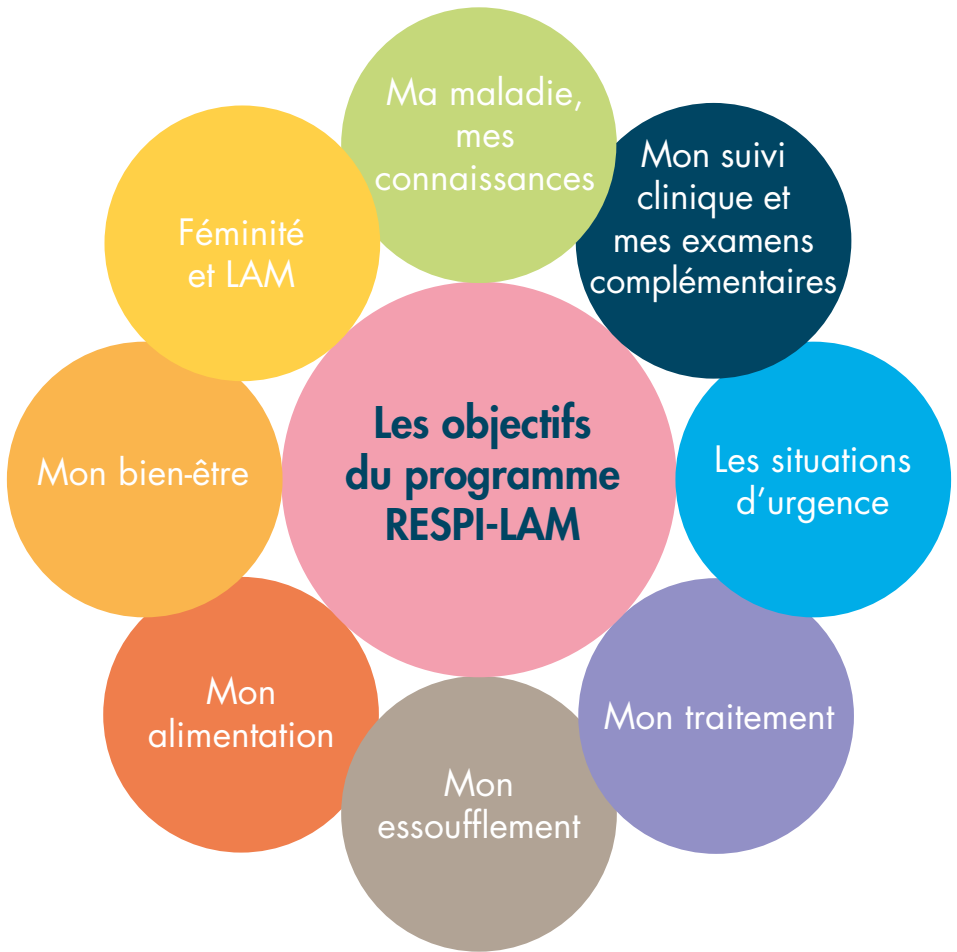 Ma maladie,
mes
connaissances
Mon suivi
clinique et
mes examens
complémentaires
Féminité
et LAM
Les objectifs
du programme
RESPI-LAM
Mon bien-être
Les situations
d’urgence
Mon
alimentation
Mon traitement
Mon
essoufflement